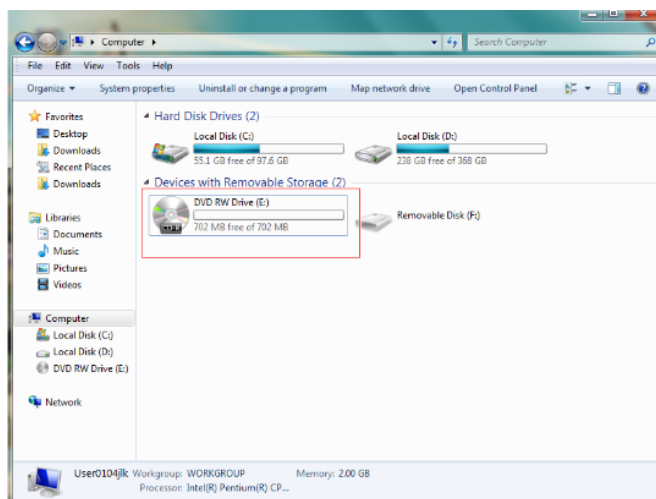 Computer
Search Computer
File Edit View Tools Help
Organize System properties Uninstall or change a program Map network drive Open Control Panel
Favorites
Desktop
Downloads
Recent Places
Downloads
Libraries
Documents
Music
Pictures
Videos
Computer
Local Disk (C:)
Local Disk (D:)
DVD RW Drive (E:)
Network
Hard Disk Drives (2)
Local Disk (C:)
55.1 GB free of 97.6 GB
Local Disk (D:)
238 GB free of 368 GB
Devices with Removable Storage (2)
DVD RW Drive (E:)
CD-R
702 MB free of 702 MB
Removable Disk (F:)
User0104jlk Workgroup: WORKGROUP Memory: 2.00 GB
Processor: Intel(R) Pentium(R) CP...